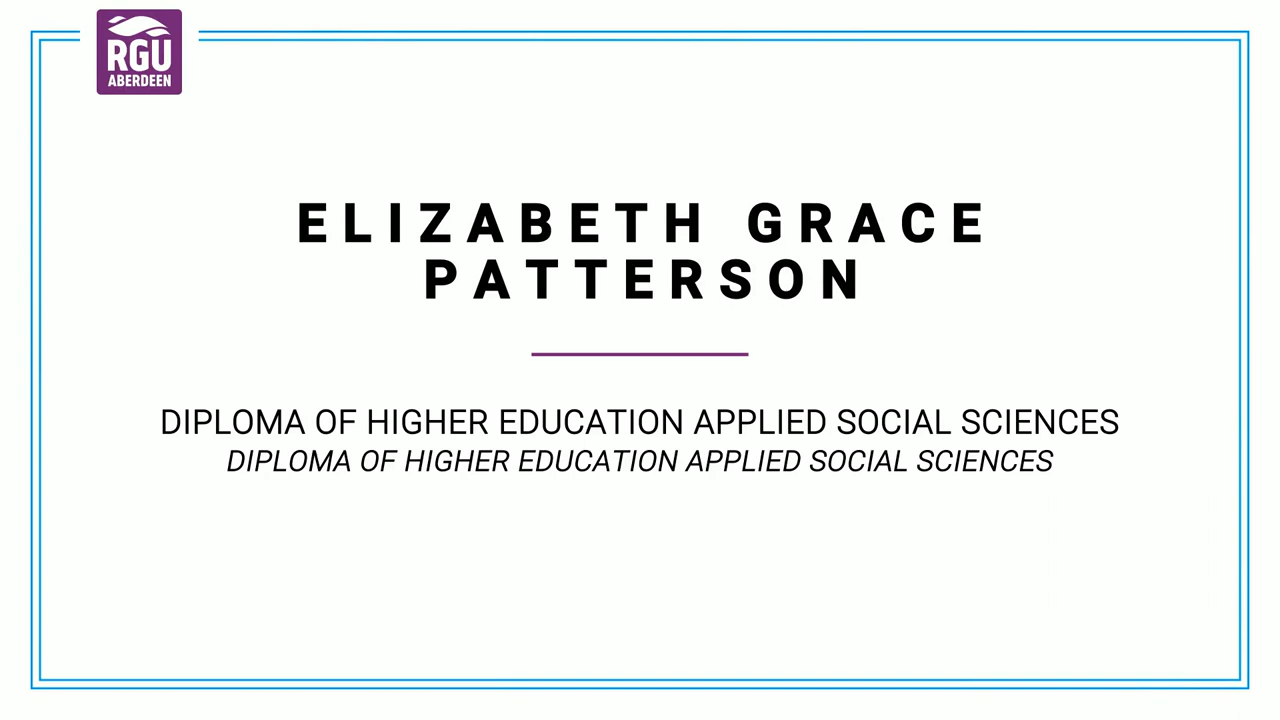 RGU
ABERDEEN
ELIZABETH GRACE
PATTERSON
DIPLOMA OF HIGHER EDUCATION APPLIED SOCIAL SCIENCES
DIPLOMA OF HIGHER EDUCATION APPLIED SOCIAL SCIENCES